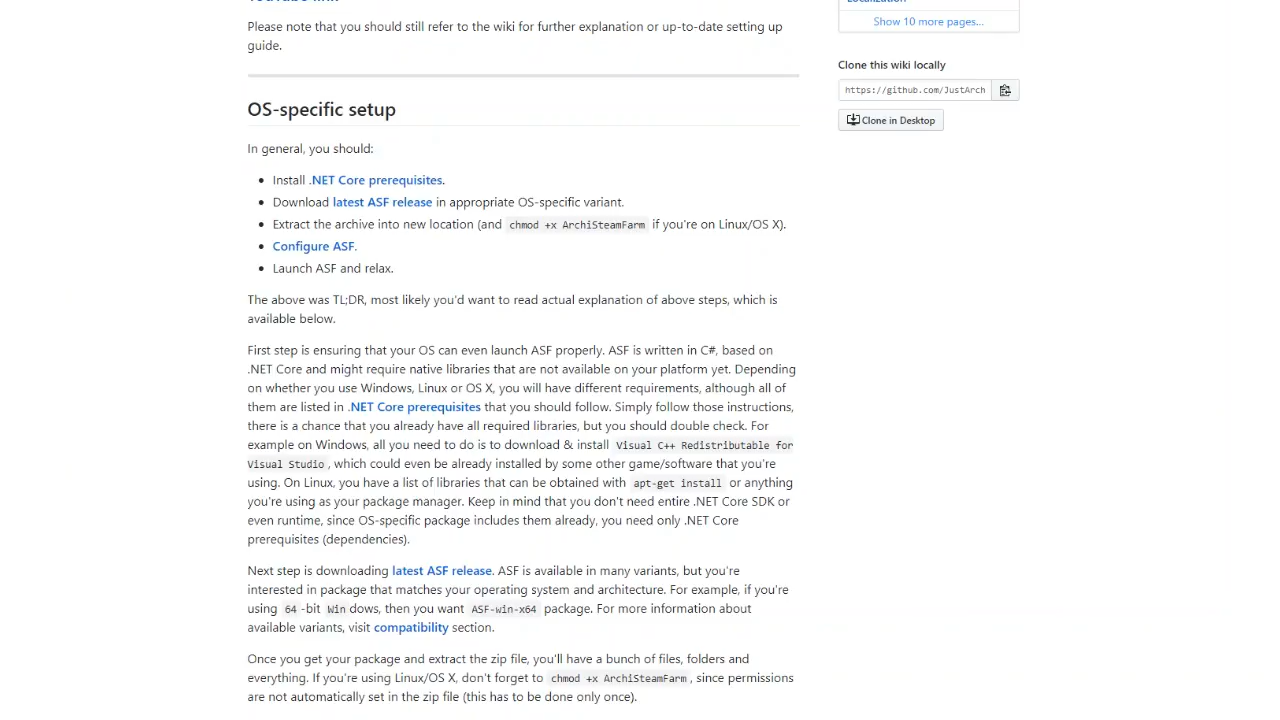 YouTube link
Please note that you should still refer to the wiki for further explanation or up-to-date setting up
guide.
OS-specific setup
In general, you should:
Install .NET Core prerequisites.
Download latest ASF release in appropriate OS-specific variant.
Extract the archive into new location (and chmod +x ArchiSteamFarm if you're on Linux/OS X).
Configure ASF.
Launch ASF and relax.
The above was TL;DR, most likely you'd want to read actual explanation of above steps, which is
available below.
First step is ensuring that your OS can even launch ASF properly. ASF is written in C#, based on
.NET Core and might require native libraries that are not available on your platform yet. Depending
on whether you use Windows, Linux or OS X, you will have different requirements, although all of
them are listed in .NET Core prerequisites that you should follow. Simply follow those instructions,
there is a chance that you already have all required libraries, but you should double check. For
example on Windows, all you need to do is to download & install Visual C++ Redistributable for
Visual Studio, which could even be already installed by some other game/software that you're
using. On Linux, you have a list of libraries that can be obtained with apt-get install or anything
you're using as your package manager. Keep in mind that you don't need entire .NET Core SDK or
even runtime, since OS-specific package includes them already, you need only .NET Core
prerequisites (dependencies).
Next step is downloading latest ASF release. ASF is available in many variants, but you're
interested in package that matches your operating system and architecture. For example, if you're
using 64 -bit Win dows, then you want ASF-win-x64 package. For more information about
available variants, visit compatibility section.
Once you get your package and extract the zip file, you'll have a bunch of files, folders and
everything. If you're using Linux/OS X, don't forget to chmod +x ArchiSteamFarm, since permissions
are not automatically set in the zip file (this has to be done only once).
Localization
Show 10 more pages...
Clone this wiki locally
https://github.com/JustArch
Clone in Desktop